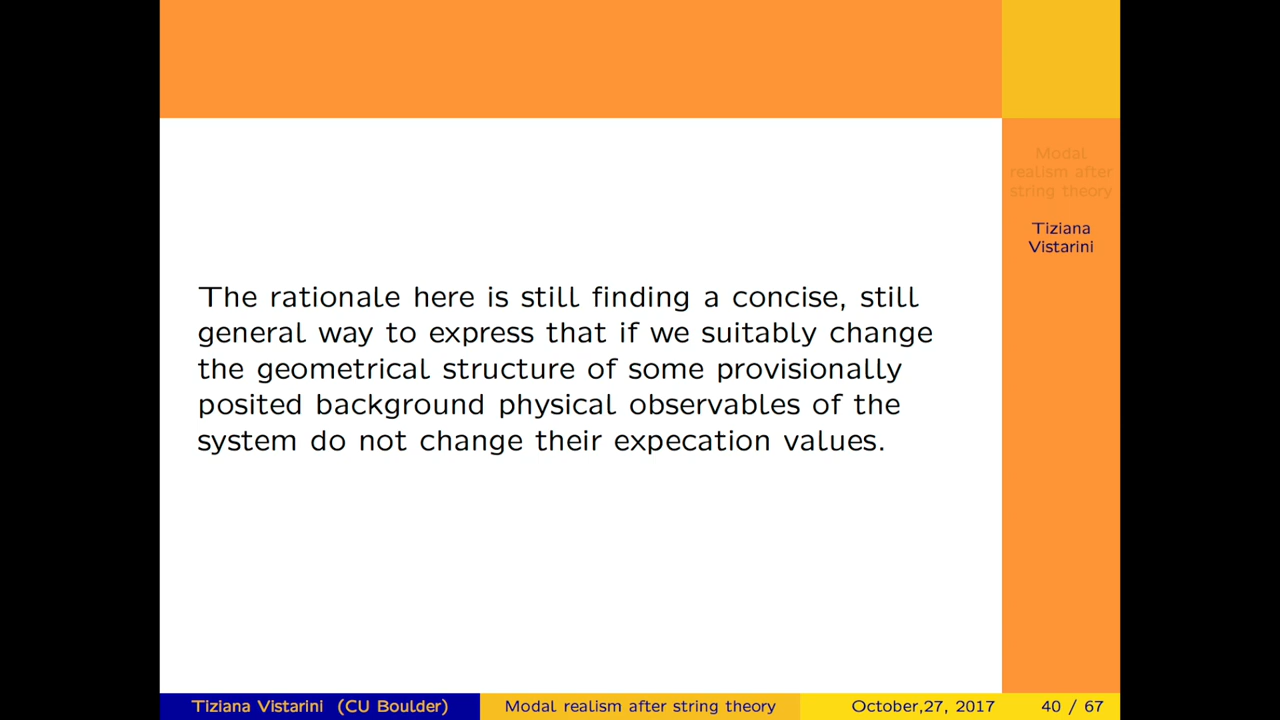 Modal
realism after
string theory
Tiziana
Vistarini
The rationale here is still finding a concise, still
general way to express that if we suitably change
the geometrical structure of some provisionally
posited background physical observables of the
system do not change their expecation values.
Tiziana Vistarini (CU Boulder)
Modal realism after string theory
October,27, 2017
40 / 67